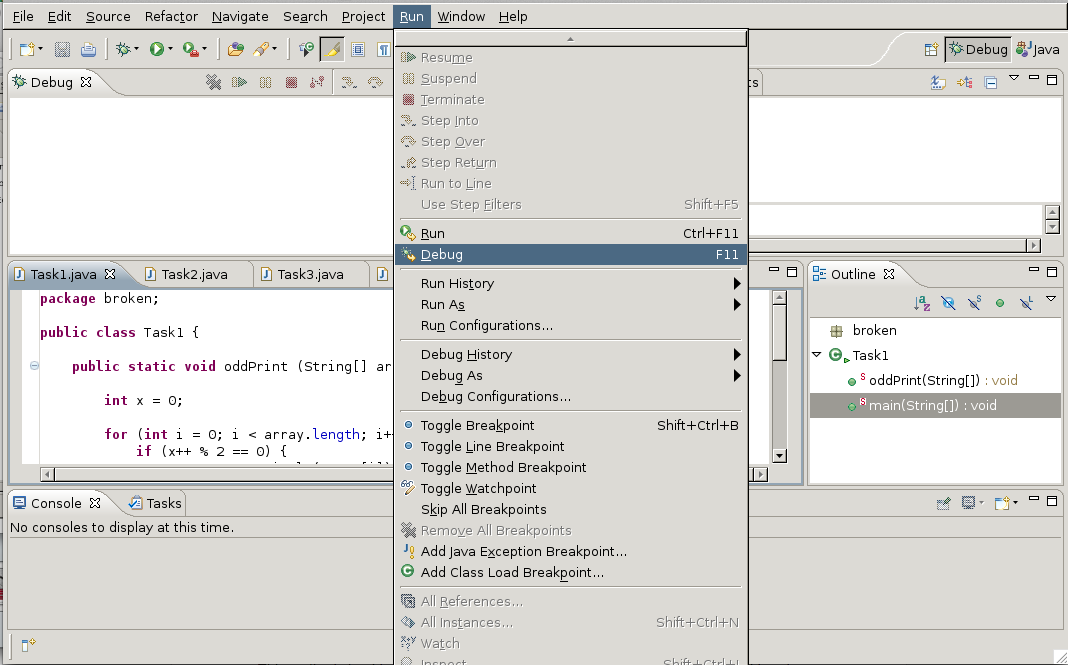 File Edit Source Refactor Navigate Search Project Run Window Help
Debug Java
Debug
Resume
Suspend
Terminate
Step Into
Step Over
Step Return
Run to Line
Use Step Filters Shift+F5
Run Ctrl+F11
Debug F11
Run History
Run As
Run Configurations...
Debug History
Debug As
Debug Configurations...
Toggle Breakpoint Shift+Ctrl+B
Toggle Line Breakpoint
Toggle Method Breakpoint
Toggle Watchpoint
Skip All Breakpoints
Remove All Breakpoints
Add Java Exception Breakpoint...
Add Class Load Breakpoint...
All References...
All Instances... Shift+Ctrl+N
Watch
Inspect Shift+Ctrl+I
Task1.java Task2.java Task3.java
package broken;
public class Task1 {
public static void oddPrint (String[] ar
int x = 0;
for (int i = 0; i < array.length; i+
if (x++ % 2 == 0) {
Outline
broken
Task1
oddPrint(String[]) : void
main(String[]) : void
Console Tasks
No consoles to display at this time.